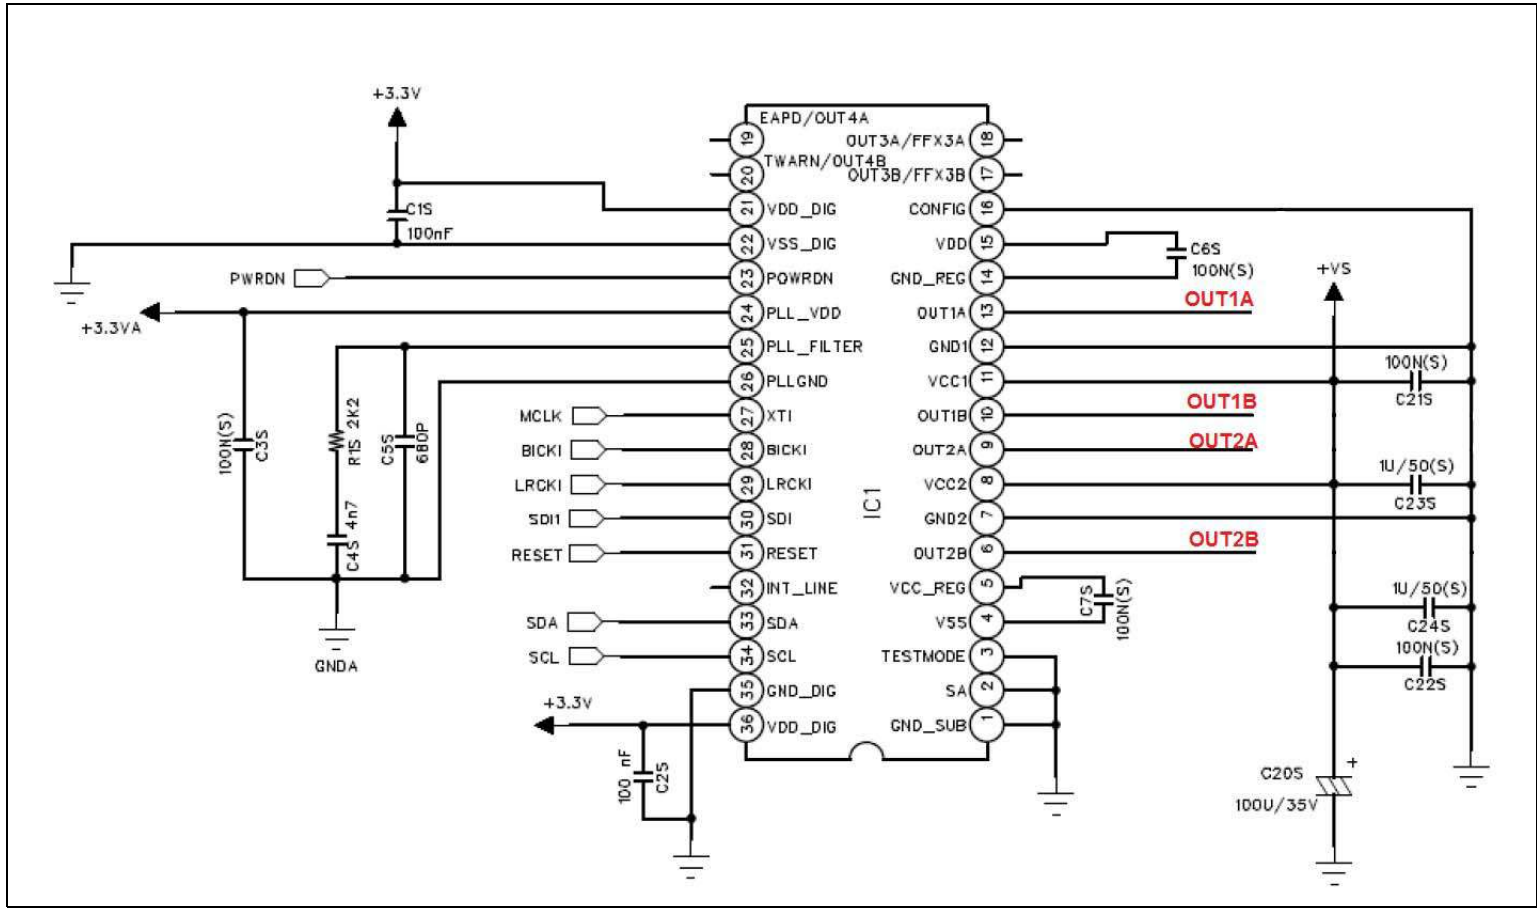 +3.3V
C1S
100nF
PWRDN
+3.3VA
100N(S)
C3S
R1S 2K2
C5S
680P
C4S 4n7
GNDA
MCLK
BICKI
LRCKI
SDI1
RESET
SDA
SCL
+3.3V
100 nF
C2S
EAPD/OUT4A
19
TWARN/OUT4B
20
21 VDD_DIG
22 VSS_DIG
23 POWRDN
24 PLL_VDD
25 PLL_FILTER
26 PLLGND
27 XTI
28 BICKI
29 LRCKI
30 SDI
31 RESET
32 INT_LINE
33 SDA
34 SCL
35 GND_DIG
36 VDD_DIG
IC1
OUT3A/FFX3A 18
OUT3B/FFX3B 17
CONFIG 16
VDD 15
GND_REG 14
OUT1A 13
GND1 12
VCC1 11
OUT1B 10
OUT2A 9
VCC2 8
GND2 7
OUT2B 6
VCC_REG 5
VSS 4
TESTMODE 3
SA 2
GND_SUB 1
C6S
100N(S)
OUT1A
OUT1B
OUT2A
OUT2B
C7S
100N(S)
+VS
100N(S)
C21S
1U/50(S)
C23S
1U/50(S)
C24S
100N(S)
C22S
C20S
+
100U/35V